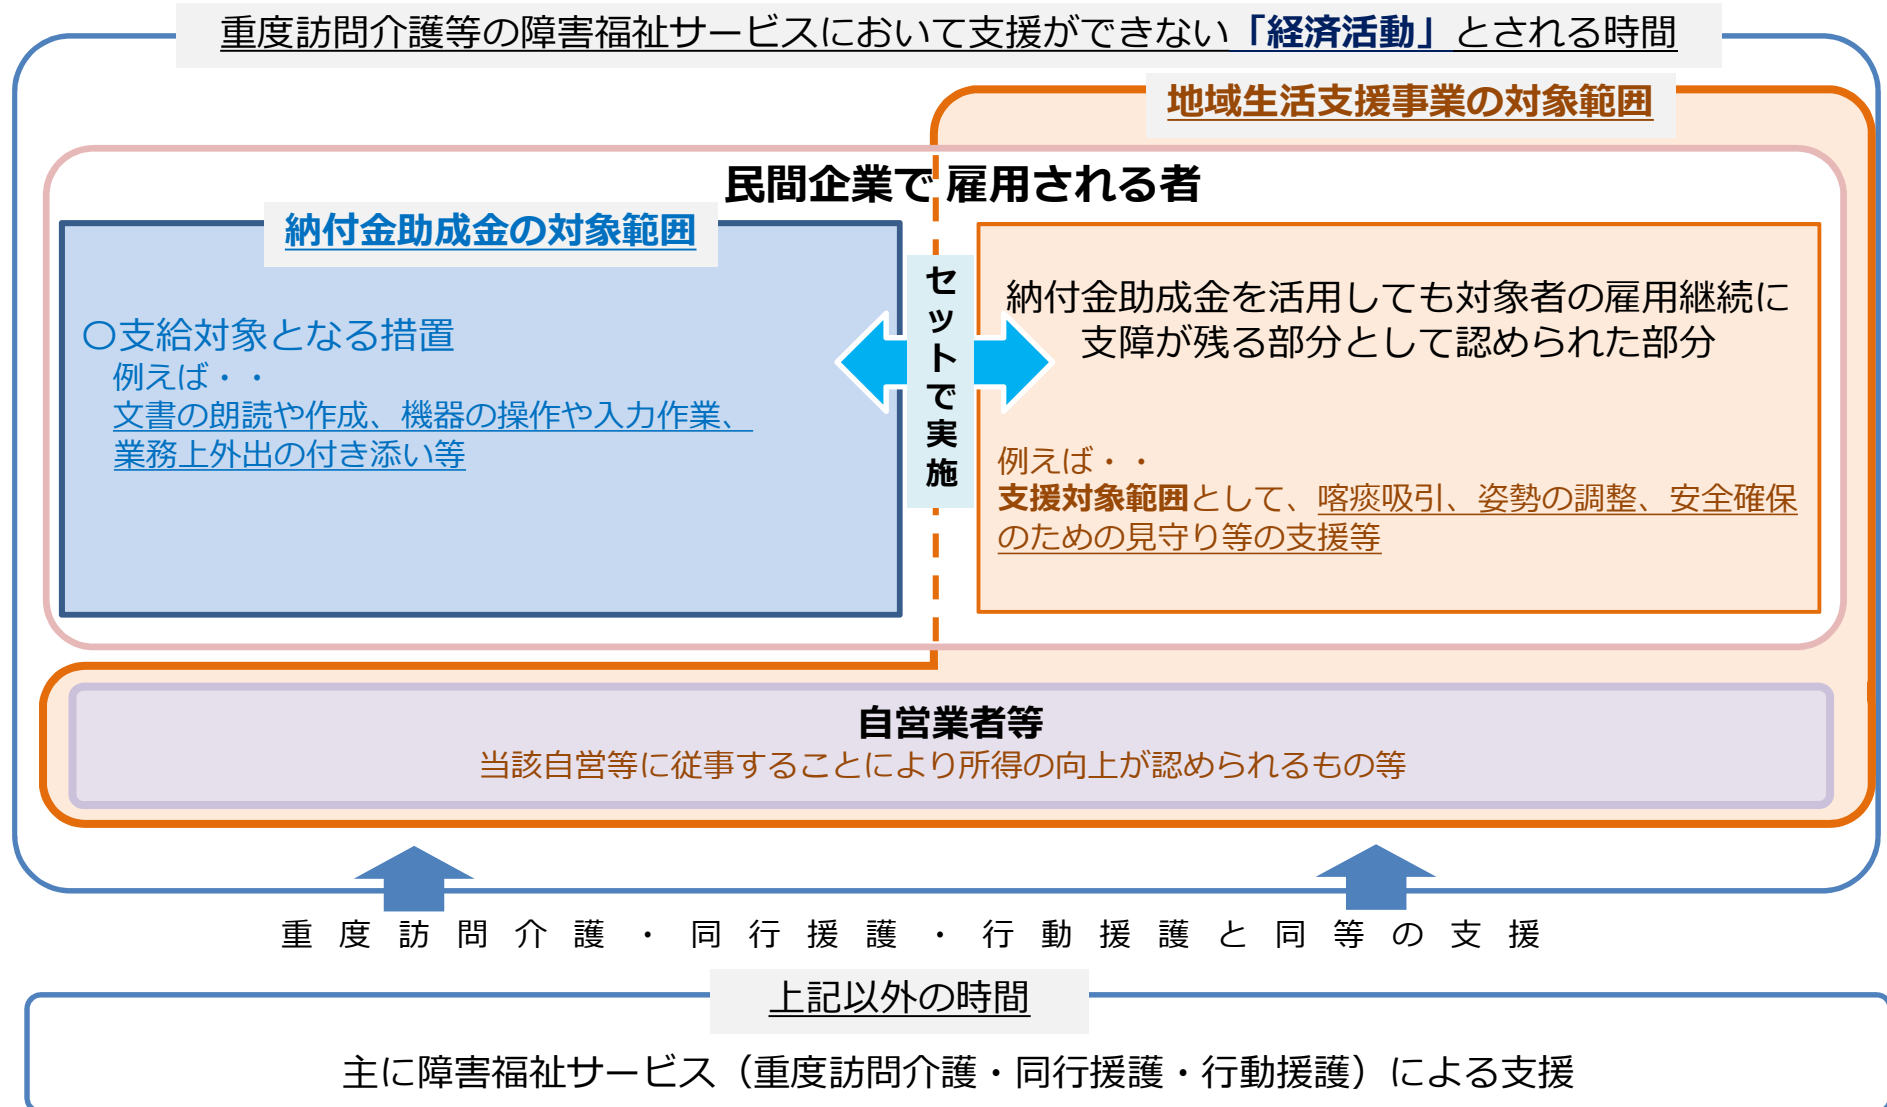 重度訪問介護等の障害福祉サービスにおいて支援ができない「経済活動」とされる時間
地域生活支援事業の対象範囲
民間企業で雇用される者
納付金助成金の対象範囲
〇支給対象となる措置
例えば・・
文書の朗読や作成、機器の操作や入力作業、
業務上外出の付き添い等
セットで実施
納付金助成金を活用しても対象者の雇用継続に
支障が残る部分として認められた部分
例えば・・
支援対象範囲として、喀痰吸引、姿勢の調整、安全確保
のための見守り等の支援等
自営業者等
当該自営等に従事することにより所得の向上が認められるもの等
重度訪問介護・同行援護・行動援護と同等の支援
上記以外の時間
主に障害福祉サービス（重度訪問介護・同行援護・行動援護）による支援